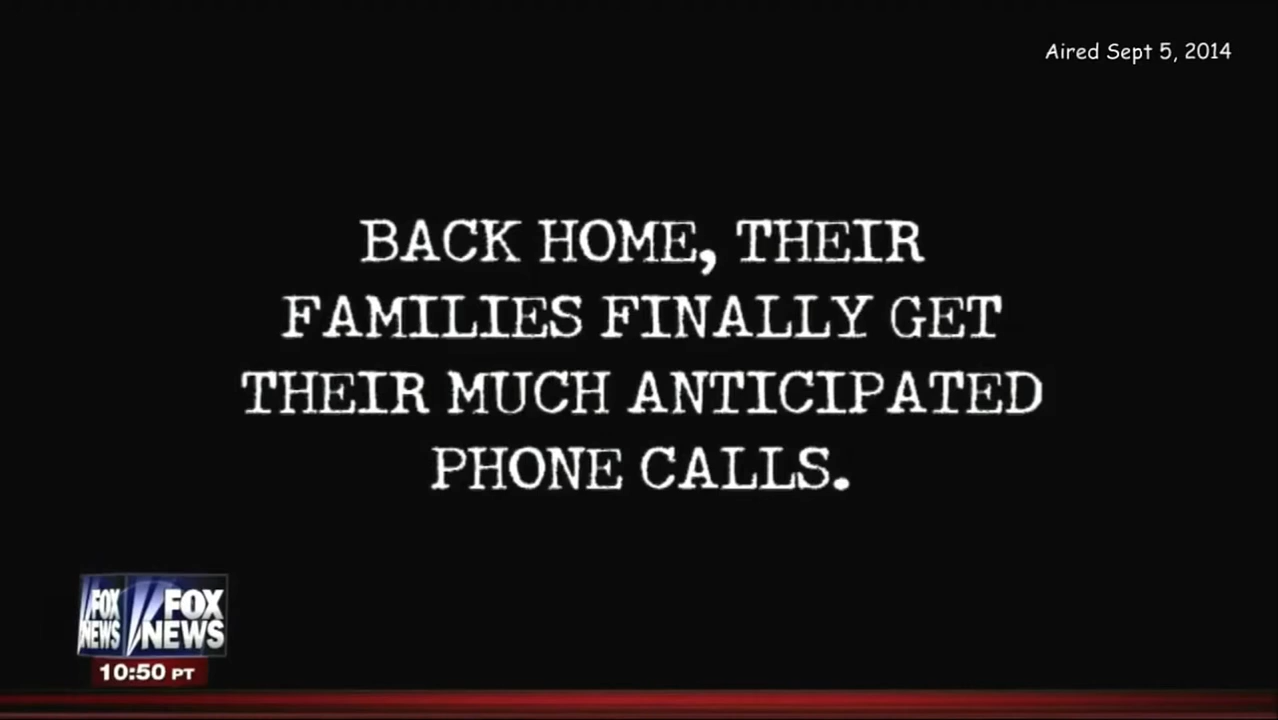 Aired Sept 5, 2014
BACK HOME, THEIR
FAMILIES FINALLY GET
THEIR MUCH ANTICIPATED
PHONE CALLS.
FOX NEWS
FOX NEWS
10:50 PT